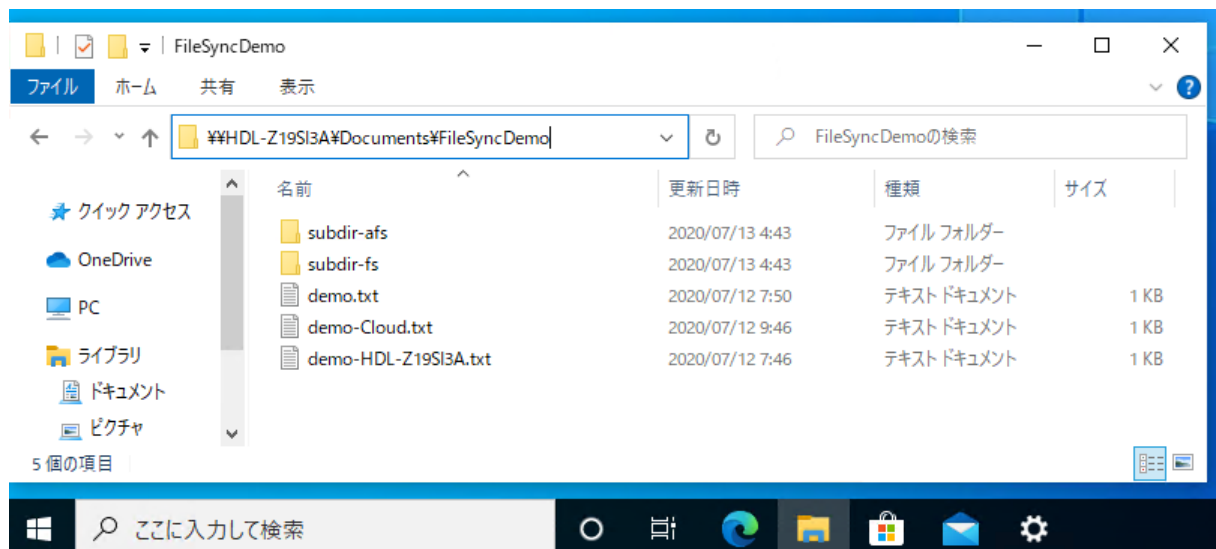 FileSyncDemo
ファイル ホーム 共有 表示
¥¥HDL-Z19SI3A¥Documents¥FileSyncDemo FileSyncDemoの検索
クイック アクセス
OneDrive
PC
ライブラリ
ドキュメント
ピクチャ
名前 更新日時 種類 サイズ
subdir-afs 2020/07/13 4:43 ファイル フォルダー
subdir-fs 2020/07/13 4:43 ファイル フォルダー
demo.txt 2020/07/12 7:50 テキスト ドキュメント 1 KB
demo-Cloud.txt 2020/07/12 9:46 テキスト ドキュメント 1 KB
demo-HDL-Z19SI3A.txt 2020/07/12 7:46 テキスト ドキュメント 1 KB
5 個の項目
ここに入力して検索